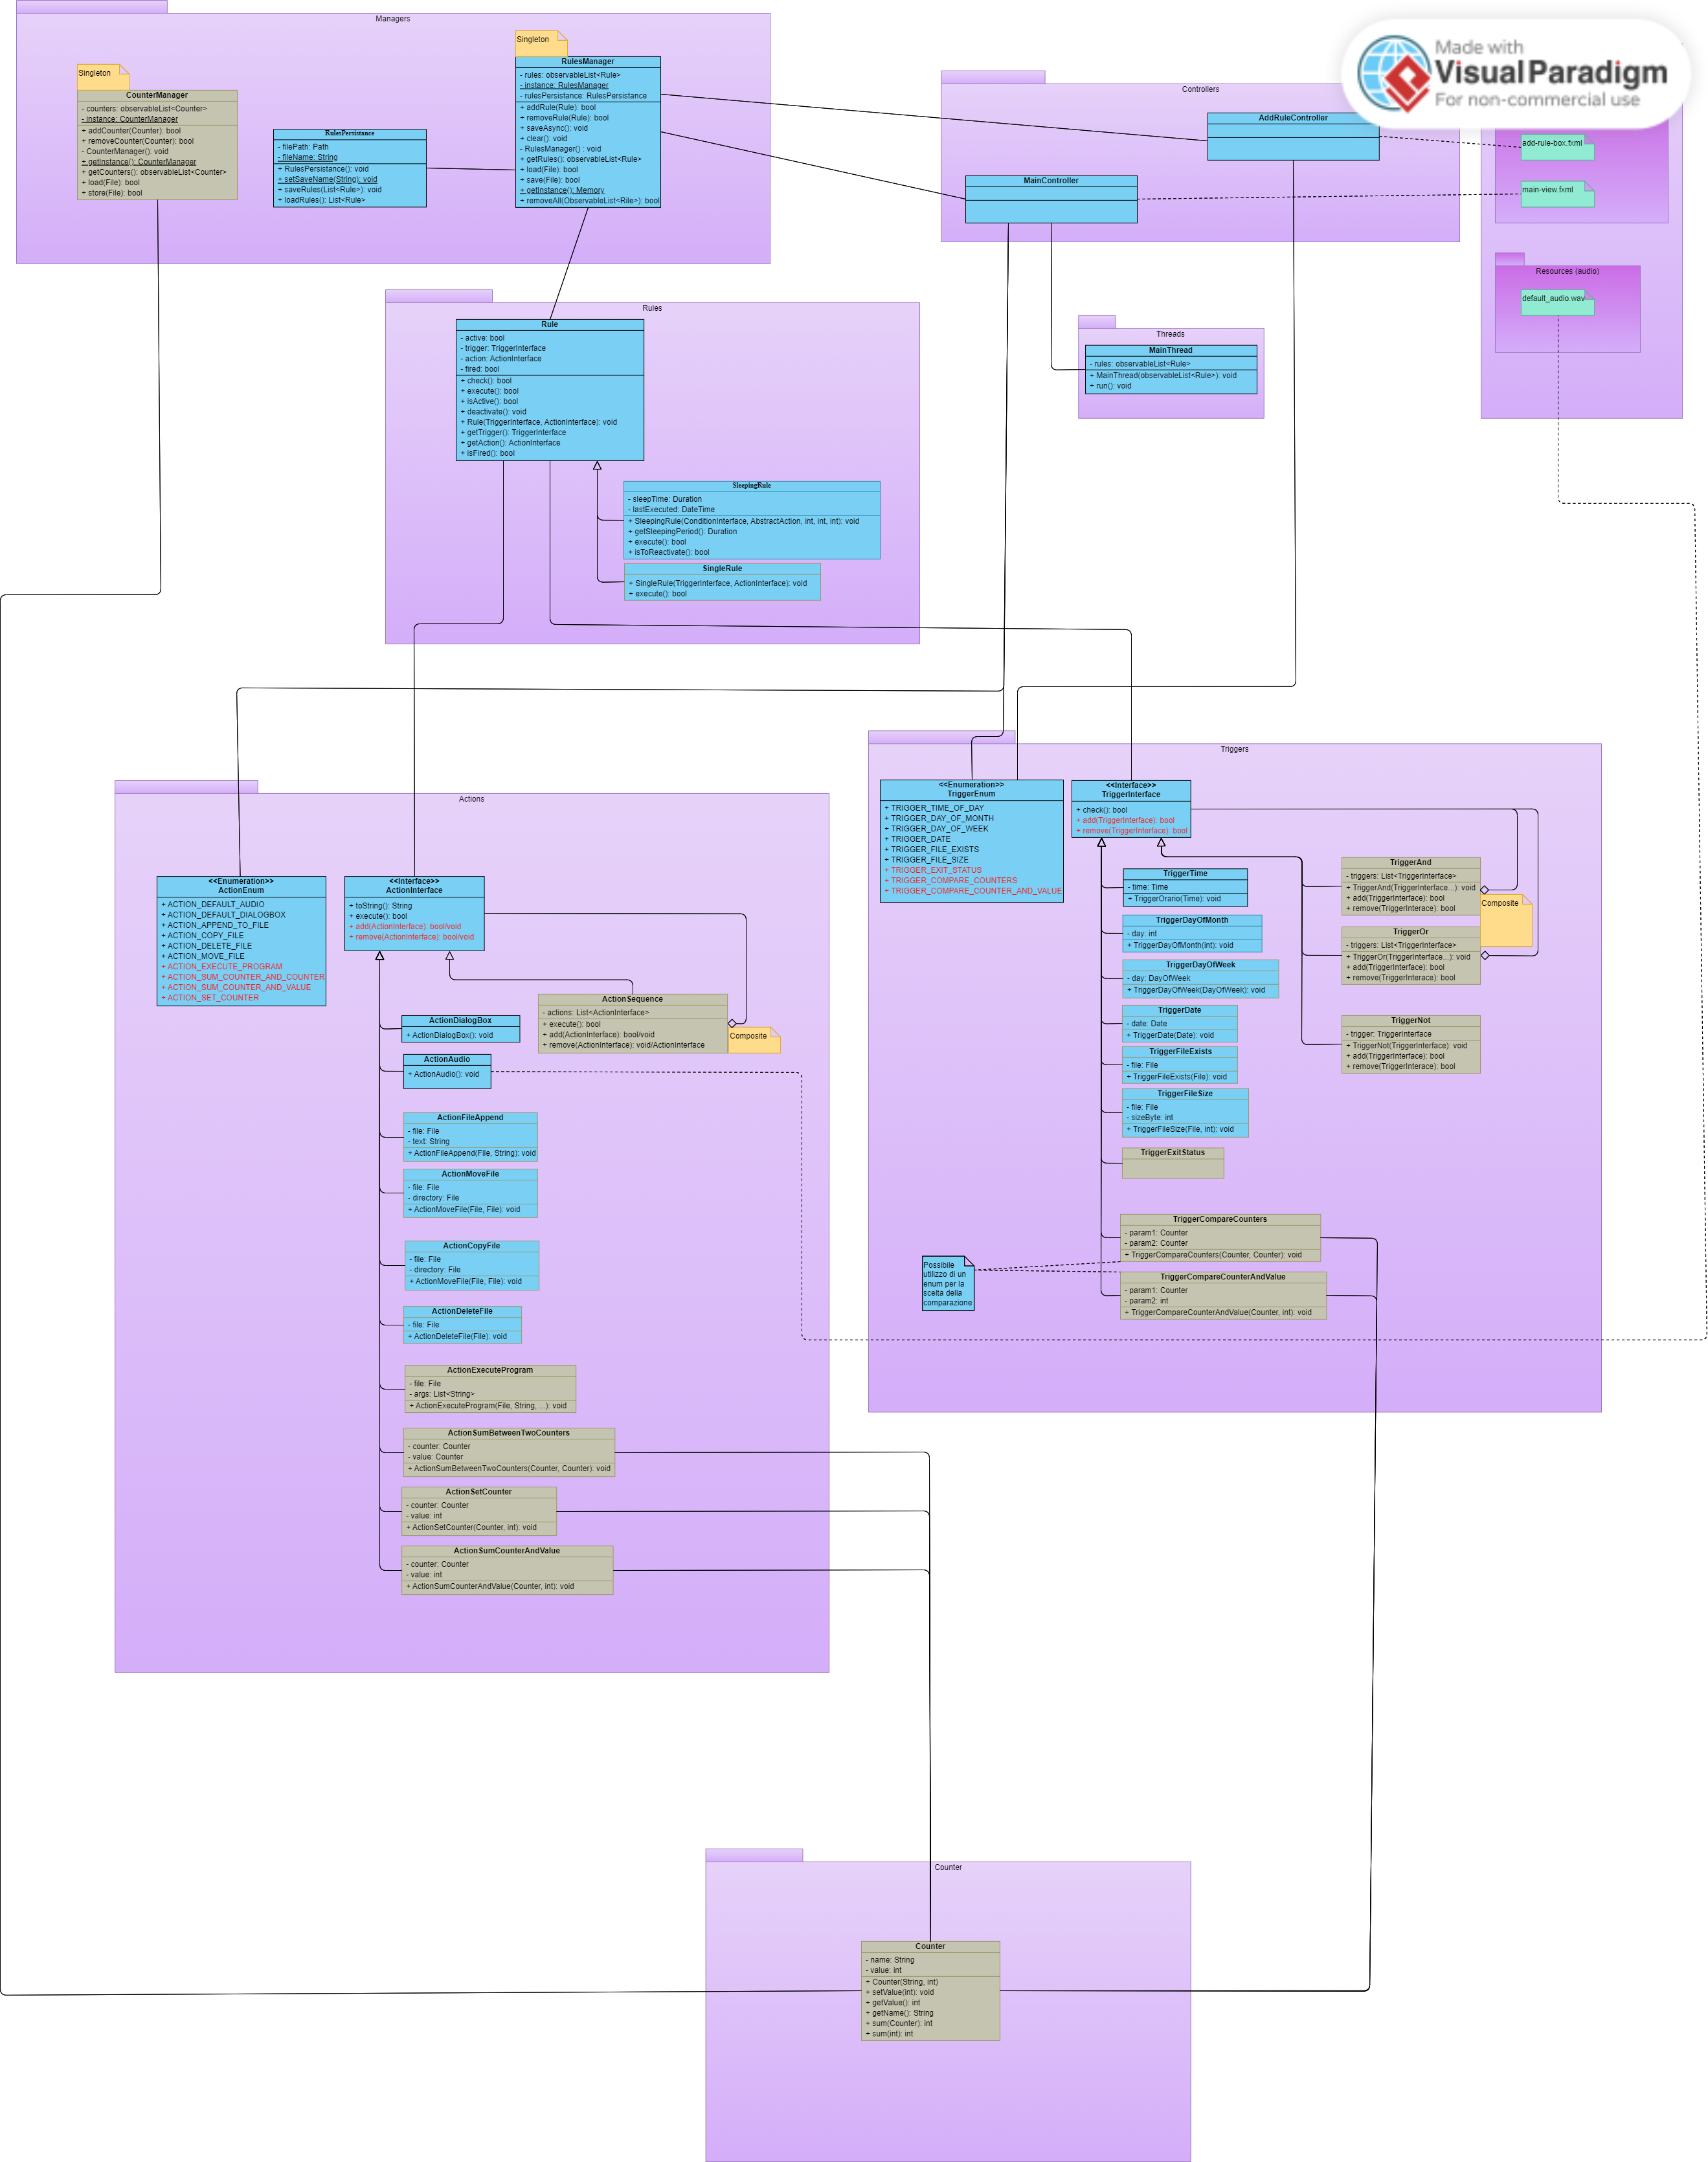 Made with
Visual Paradigm
For non-commercial use
Managers
Singleton
CounterManager
- counters: observableList<Counter>
- instance: CounterManager
+ addCounter(Counter): bool
+ removeCounter(Counter): bool
- CounterManager(): void
+ getInstance(): CounterManager
+ getCounters(): observableList<Counter>
+ load(File): bool
+ store(File): bool
RulesPersistance
- filePath: Path
- fileName: String
+ RulesPersistance(): void
+ setSaveName(String): void
+ saveRules(List<Rule>): void
+ loadRules(): List<Rule>
Singleton
RulesManager
- rules: observableList<Rule>
- instance: RulesManager
- rulesPersistance: RulesPersistance
+ addRule(Rule): bool
+ removeRule(Rule): bool
+ saveAsync(): void
+ clear(): void
- RulesManager() : void
+ getRules(): observableList<Rule>
+ load(File): bool
+ save(File): bool
+ getInstance(): Memory
+ removeAll(ObservableList<Rile>): bool
Controllers
AddRuleController
MainController
add-rule-box.fxml
main-view.fxml
Resources (audio)
default_audio.wav
Rules
Rule
- active: bool
- trigger: TriggerInterface
- action: ActionInterface
- fired: bool
+ check(): bool
+ execute(): bool
+ isActive(): bool
+ deactivate(): void
+ Rule(TriggerInterface, ActionInterface): void
+ getTrigger(): TriggerInterface
+ getAction(): ActionInterface
+ isFired(): bool
SleepingRule
- sleepTime: Duration
- lastExecuted: DateTime
+ SleepingRule(ConditionInterface, AbstractAction, int, int, int): void
+ getSleepingPeriod(): Duration
+ execute(): bool
+ isToReactivate(): bool
SingleRule
+ SingleRule(TriggerInterface, ActionInterface): void
+ execute(): bool
Threads
MainThread
- rules: observableList<Rule>
+ MainThread(observableList<Rule>): void
+ run(): void
Actions
<<Enumeration>>
ActionEnum
+ ACTION_DEFAULT_AUDIO
+ ACTION_DEFAULT_DIALOGBOX
+ ACTION_APPEND_TO_FILE
+ ACTION_COPY_FILE
+ ACTION_DELETE_FILE
+ ACTION_MOVE_FILE
+ ACTION_EXECUTE_PROGRAM
+ ACTION_SUM_COUNTER_AND_COUNTER
+ ACTION_SUM_COUNTER_AND_VALUE
+ ACTION_SET_COUNTER
<<Interface>>
ActionInterface
+ toString(): String
+ execute(): bool
+ add(ActionInterface): bool/void
+ remove(ActionInterface): bool/void
ActionSequence
- actions: List<ActionInterface>
+ execute(): bool
+ add(ActionInterface): bool/void
+ remove(ActionInterface): void/ActionInterface
Composite
ActionDialogBox
+ ActionDialogBox(): void
ActionAudio
+ ActionAudio(): void
ActionFileAppend
- file: File
- text: String
+ ActionFileAppend(File, String): void
ActionMoveFile
- file: File
- directory: File
+ ActionMoveFile(File, File): void
ActionCopyFile
- file: File
- directory: File
+ ActionMoveFile(File, File): void
ActionDeleteFile
- file: File
+ ActionDeleteFile(File): void
ActionExecuteProgram
- file: File
- args: List<String>
+ ActionExecuteProgram(File, String, ...): void
ActionSumBetweenTwoCounters
- counter: Counter
- value: Counter
+ ActionSumBetweenTwoCounters(Counter, Counter): void
ActionSetCounter
- counter: Counter
- value: int
+ ActionSetCounter(Counter, int): void
ActionSumCounterAndValue
- counter: Counter
- value: int
+ ActionSumCounterAndValue(Counter, int): void
Triggers
<<Enumeration>>
TriggerEnum
+ TRIGGER_TIME_OF_DAY
+ TRIGGER_DAY_OF_MONTH
+ TRIGGER_DAY_OF_WEEK
+ TRIGGER_DATE
+ TRIGGER_FILE_EXISTS
+ TRIGGER_FILE_SIZE
+ TRIGGER_EXIT_STATUS
+ TRIGGER_COMPARE_COUNTERS
+ TRIGGER_COMPARE_COUNTER_AND_VALUE
<<Interface>>
TriggerInterface
+ check(): bool
+ add(TriggerInterface): bool
+ remove(TriggerInterface): bool
TriggerTime
- time: Time
+ TriggerOrario(Time): void
TriggerDayOfMonth
- day: int
+ TriggerDayOfMonth(int): void
TriggerDayOfWeek
- day: DayOfWeek
+ TriggerDayOfWeek(DayOfWeek): void
TriggerDate
- date: Date
+ TriggerDate(Date): void
TriggerFileExists
- file: File
+ TriggerFileExists(File): void
TriggerFileSize
- file: File
- sizeByte: int
+ TriggerFileSize(File, int): void
TriggerExitStatus
TriggerCompareCounters
- param1: Counter
- param2: Counter
+ TriggerCompareCounters(Counter, Counter): void
TriggerCompareCounterAndValue
- param1: Counter
- param2: int
+ TriggerCompareCounterAndValue(Counter, int): void
Possibile
utilizzo di un
enum per la
scelta della
comparazione
TriggerAnd
- triggers: List<TriggerInterface>
+ TriggerAnd(TriggerInterface...): void
+ add(TriggerInterface): bool
+ remove(TriggerInterace): bool
Composite
TriggerOr
- triggers: List<TriggerInterface>
+ TriggerOr(TriggerInterface...): void
+ add(TriggerInterface): bool
+ remove(TriggerInterace): bool
TriggerNot
- trigger: TriggerInterface
+ TriggerNot(TriggerInterface): void
+ add(TriggerInterface): bool
+ remove(TriggerInterace): bool
Counter
Counter
- name: String
- value: int
+ Counter(String, int)
+ setValue(int): void
+ getValue(): int
+ getName(): String
+ sum(Counter): int
+ sum(int): int